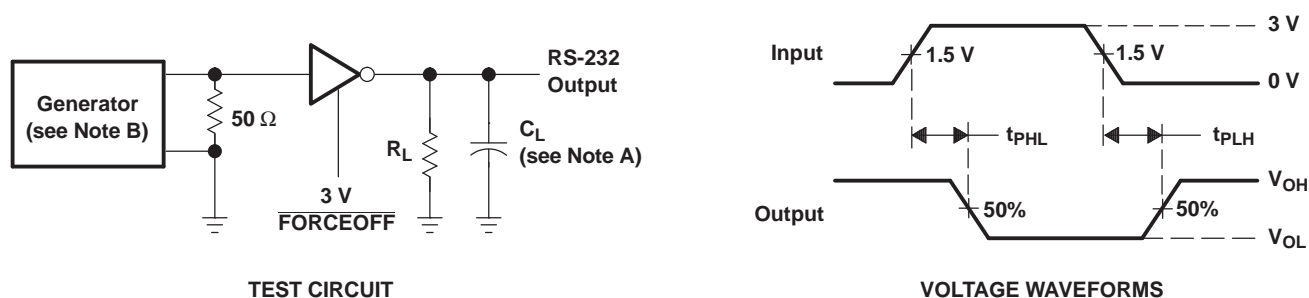 Generator
(see Note B)
50 Ω
3 V
FORCEOFF
RL
CL
(see Note A)
RS-232
Output
TEST CIRCUIT
Input
1.5 V
1.5 V
3 V
0 V
tPHL
tPLH
Output
50%
50%
VOH
VOL
VOLTAGE WAVEFORMS